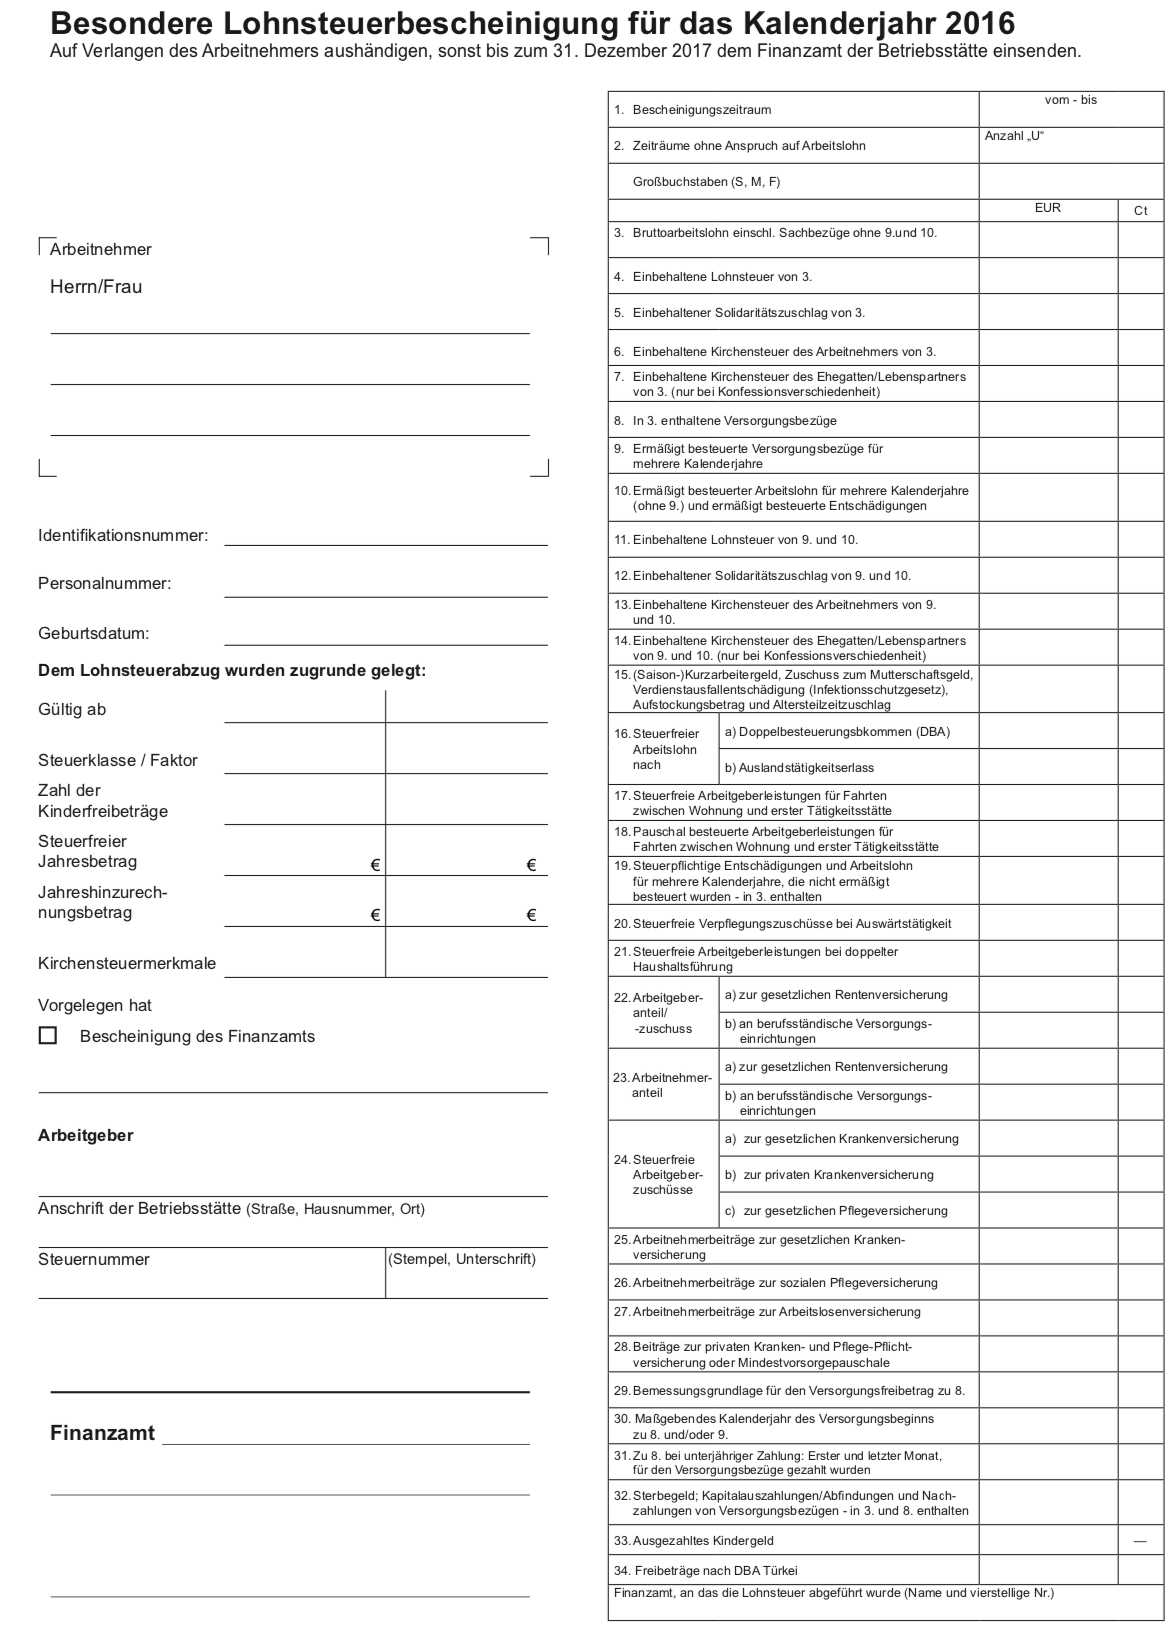 Besondere Lohnsteuerbescheinigung für das Kalenderjahr 2016
Auf Verlangen des Arbeitnehmers aushändigen, sonst bis zum 31. Dezember 2017 dem Finanzamt der Betriebsstätte einsenden.
Arbeitnehmer
Herrn/Frau
Identifikationsnummer:
Personalnummer:
Geburtsdatum:
Dem Lohnsteuerabzug wurden zugrunde gelegt:
Gültig ab
Steuerklasse / Faktor
Zahl der
Kinderfreibeträge
Steuerfreier
Jahresbetrag € €
Jahreshinzurech-
nungsbetrag € €
Kirchensteuermerkmale
Vorgelegen hat
Bescheinigung des Finanzamts
Arbeitgeber
Anschrift der Betriebsstätte (Straße, Hausnummer, Ort)
Steuernummer (Stempel, Unterschrift)
Finanzamt
1. Bescheinigungszeitraum
vom - bis
2. Zeiträume ohne Anspruch auf Arbeitslohn
Anzahl „U“
Großbuchstaben (S, M, F)
EUR Ct
3. Bruttoarbeitslohn einschl. Sachbezüge ohne 9.und 10.
4. Einbehaltene Lohnsteuer von 3.
5. Einbehaltener Solidaritätszuschlag von 3.
6. Einbehaltene Kirchensteuer des Arbeitnehmers von 3.
7. Einbehaltene Kirchensteuer des Ehegatten/Lebenspartners
von 3. (nur bei Konfessionsverschiedenheit)
8. In 3. enthaltene Versorgungsbezüge
9. Ermäßigt besteuerte Versorgungsbezüge für
mehrere Kalenderjahre
10. Ermäßigt besteuerter Arbeitslohn für mehrere Kalenderjahre
(ohne 9.) und ermäßigt besteuerte Entschädigungen
11. Einbehaltene Lohnsteuer von 9. und 10.
12. Einbehaltener Solidaritätszuschlag von 9. und 10.
13. Einbehaltene Kirchensteuer des Arbeitnehmers von 9.
und 10.
14. Einbehaltene Kirchensteuer des Ehegatten/Lebenspartners
von 9. und 10. (nur bei Konfessionsverschiedenheit)
15. (Saison-)Kurzarbeitergeld, Zuschuss zum Mutterschaftsgeld,
Verdienstausfallentschädigung (Infektionsschutzgesetz),
Aufstockungsbetrag und Altersteilzeitzuschlag
16. Steuerfreier
Arbeitslohn
nach
a) Doppelbesteuerungsbkommen (DBA)
b) Auslandstätigkeitserlass
17. Steuerfreie Arbeitgeberleistungen für Fahrten
zwischen Wohnung und erster Tätigkeitsstätte
18. Pauschal besteuerte Arbeitgeberleistungen für
Fahrten zwischen Wohnung und erster Tätigkeitsstätte
19. Steuerpflichtige Entschädigungen und Arbeitslohn
für mehrere Kalenderjahre, die nicht ermäßigt
besteuert wurden - in 3. enthalten
20. Steuerfreie Verpflegungszuschüsse bei Auswärtstätigkeit
21. Steuerfreie Arbeitgeberleistungen bei doppelter
Haushaltsführung
22. Arbeitgeber-
anteil/
-zuschuss
a) zur gesetzlichen Rentenversicherung
b) an berufsständische Versorgungs-
einrichtungen
23. Arbeitnehmer-
anteil
a) zur gesetzlichen Rentenversicherung
b) an berufsständische Versorgungs-
einrichtungen
24. Steuerfreie
Arbeitgeber-
zuschüsse
a) zur gesetzlichen Krankenversicherung
b) zur privaten Krankenversicherung
c) zur gesetzlichen Pflegeversicherung
25. Arbeitnehmerbeiträge zur gesetzlichen Kranken-
versicherung
26. Arbeitnehmerbeiträge zur sozialen Pflegeversicherung
27. Arbeitnehmerbeiträge zur Arbeitslosenversicherung
28. Beiträge zur privaten Kranken- und Pflege-Pflicht-
versicherung oder Mindestvorsorgepauschale
29. Bemessungsgrundlage für den Versorgungsfreibetrag zu 8.
30. Maßgebendes Kalenderjahr des Versorgungsbeginns
zu 8. und/oder 9.
31. Zu 8. bei unterjähriger Zahlung: Erster und letzter Monat,
für den Versorgungsbezüge gezahlt wurden
32. Sterbegeld; Kapitalauszahlungen/Abfindungen und Nach-
zahlungen von Versorgungsbezügen - in 3. und 8. enthalten
33. Ausgezahltes Kindergeld —
34. Freibeträge nach DBA Türkei
Finanzamt, an das die Lohnsteuer abgeführt wurde (Name und vierstellige Nr.)